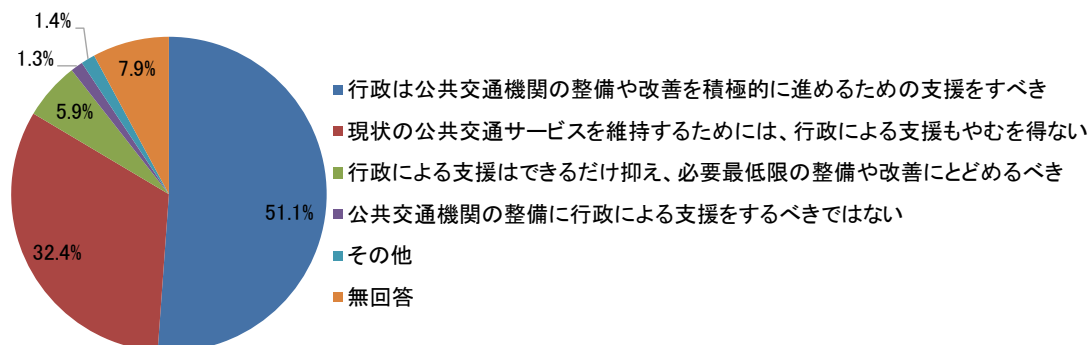 1.4%
1.3%
7.9%
5.9%
51.1%
32.4%
行政は公共交通機関の整備や改善を積極的に進めるための支援をすべき
現状の公共交通サービスを維持するためには、行政による支援もやむを得ない
行政による支援はできるだけ抑え、必要最低限の整備や改善にとどめるべき
公共交通機関の整備に行政による支援をするべきではない
その他
無回答